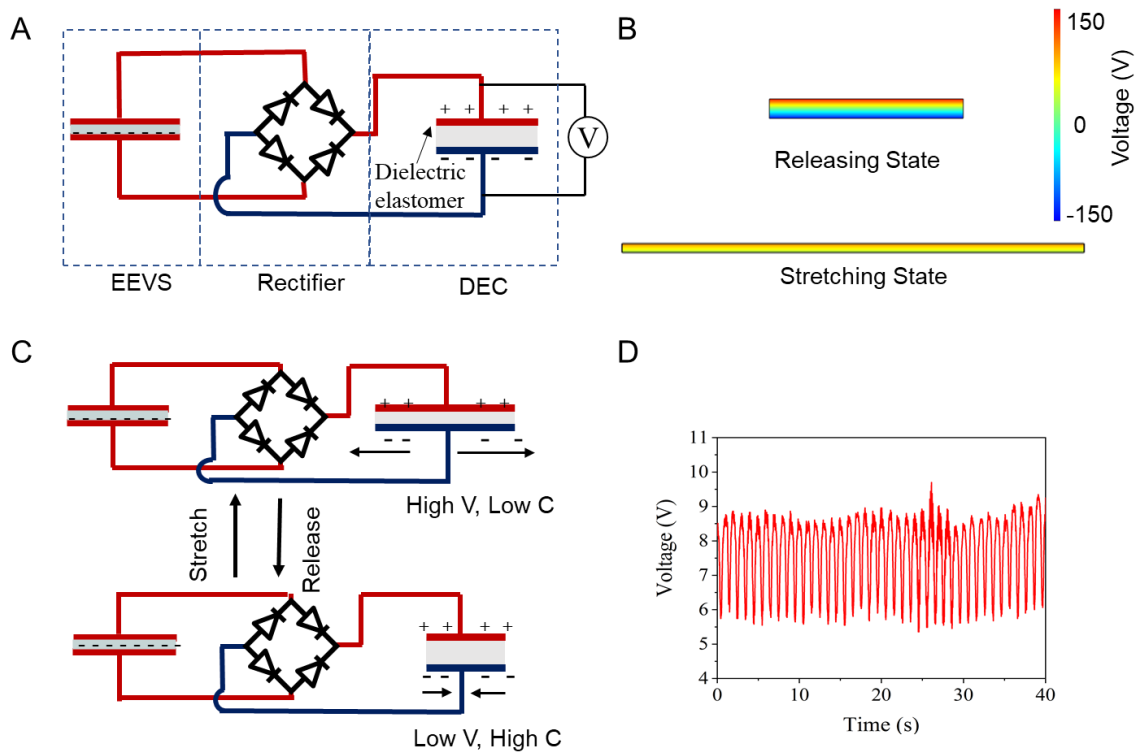 A
+ + + +
V
Dielectric
elastomer
- - - -
EEVS
Rectifier
DEC
B
150
0
-150
Voltage (V)
Releasing State
Stretching State
C
+ + + +
- - - -
High V, Low C
Stretch
Release
+ + + +
- - - -
Low V, High C
D
11
10
9
8
7
6
5
4
Voltage (V)
0 10 20 30 40
Time (s)